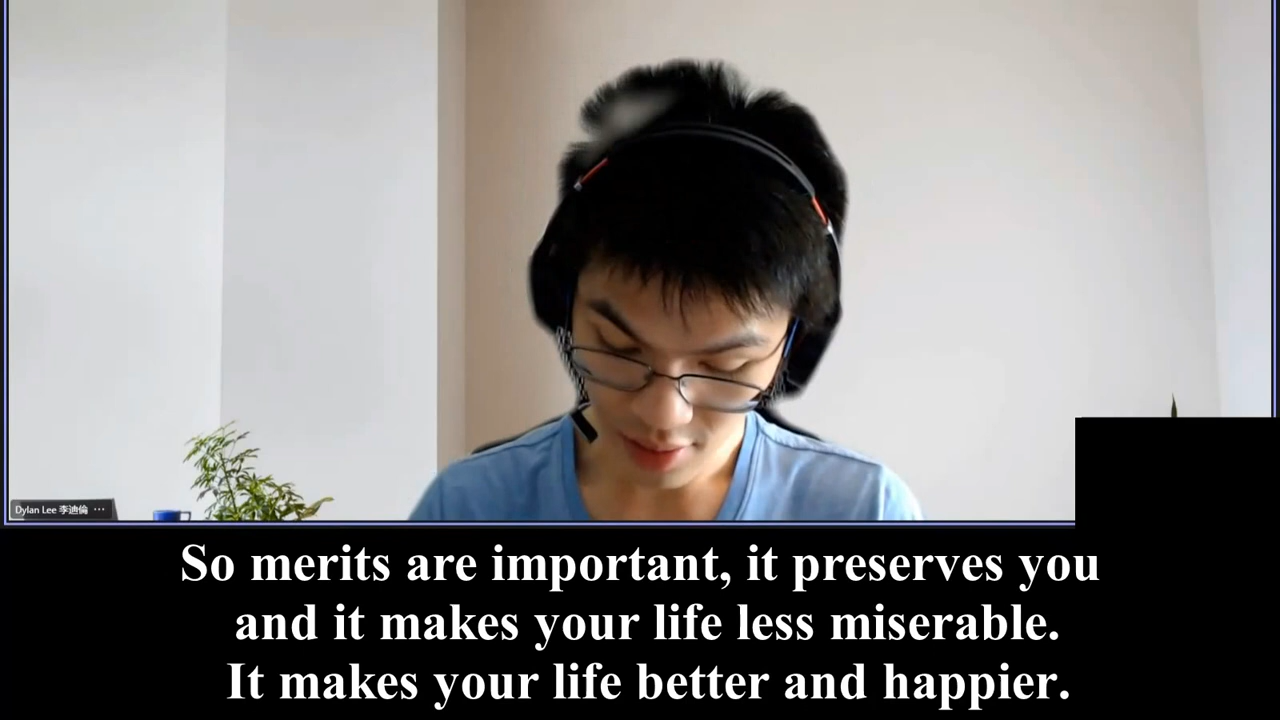 Dylan Lee 李迪倫 ...
So merits are important, it preserves you
and it makes your life less miserable.
It makes your life better and happier.